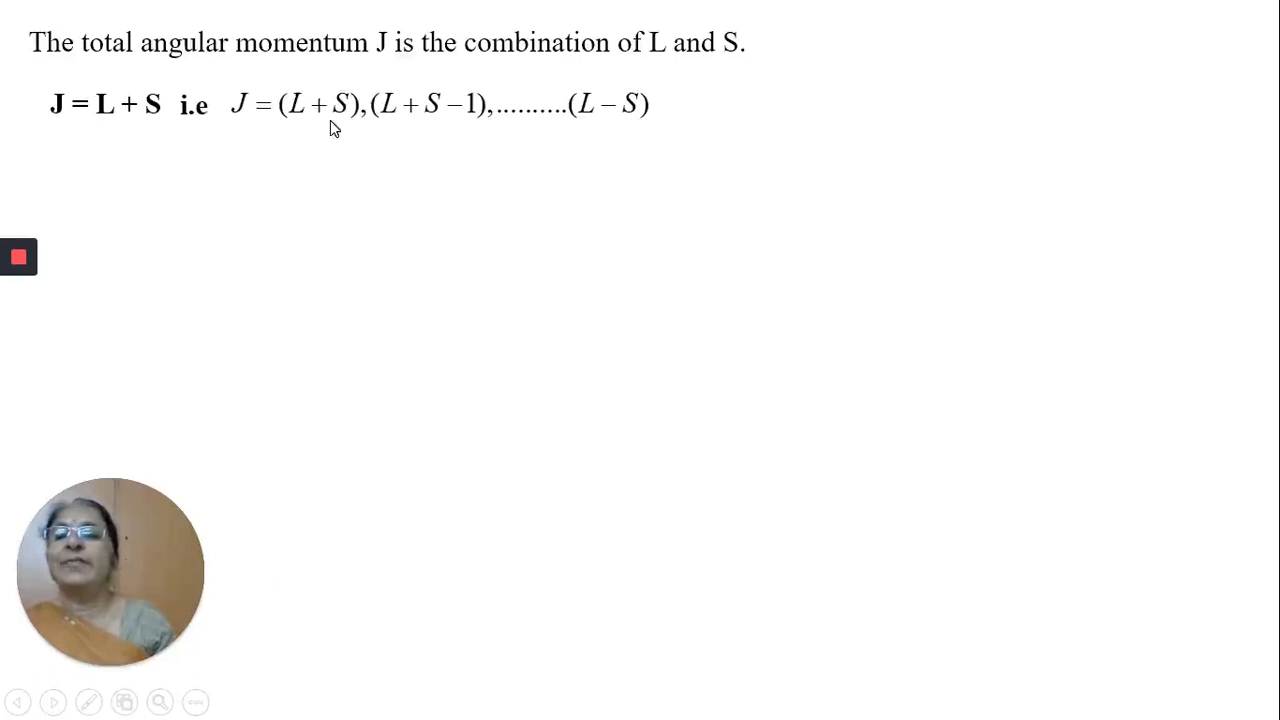 The total angular momentum J is the combination of L and S.
J = L + S i.e J = (L + S), (L + S − 1), ..........(L − S)